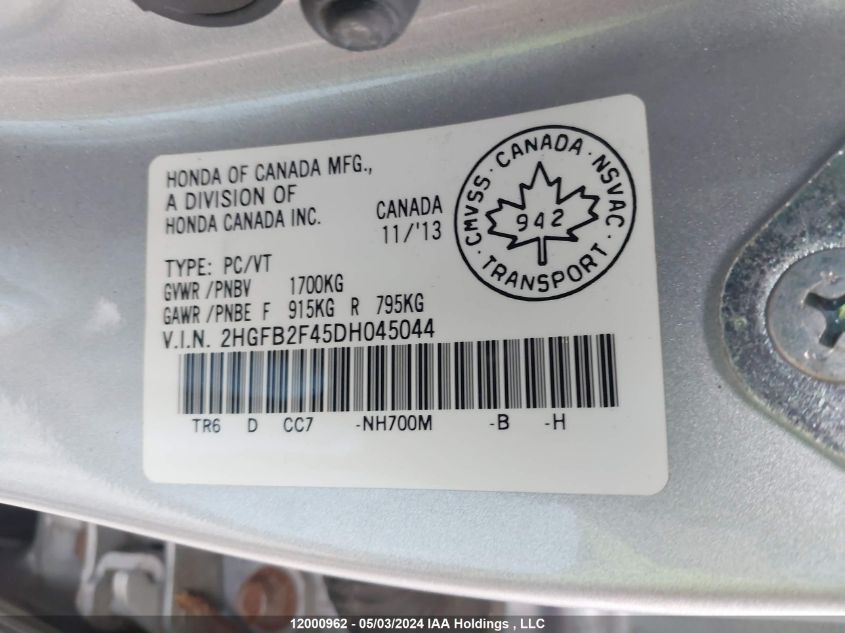 HONDA OF CANADA MFG.,
A DIVISION OF
HONDA CANADA INC.
CANADA
11/'13
CMVSS · CANADA · NSVAC · TRANSPORT ·
942
TYPE: PC/VT
GVWR /PNBV 1700KG
GAWR /PNBE F 915KG R 795KG
V.I.N. 2HGFB2F45DH045044
TR6 D CC7 -NH700M -B -H
12000962 - 05/03/2024 IAA Holdings , LLC